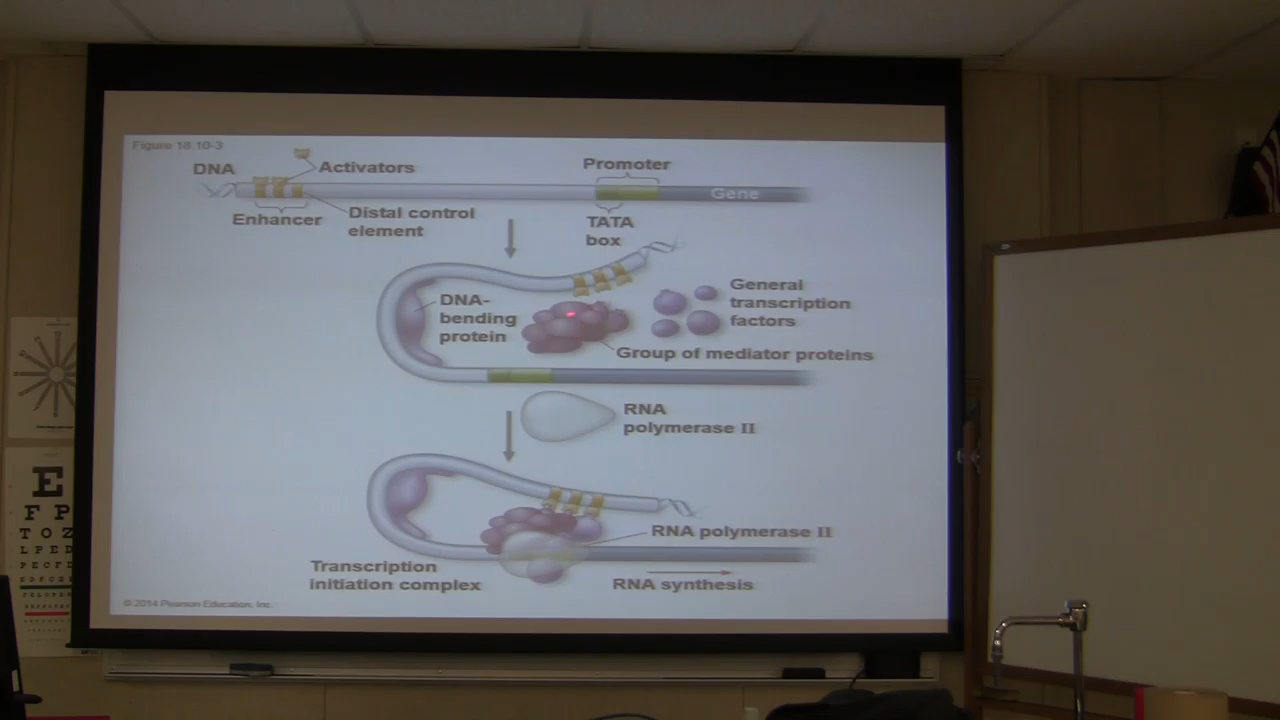 Figure 18.10-3
DNA
Activators
Promoter
Gene
Enhancer
Distal control
element
TATA
box
DNA-
bending
protein
General
transcription
factors
Group of mediator proteins
RNA
polymerase II
RNA polymerase II
Transcription
initiation complex
RNA synthesis
© 2014 Pearson Education, Inc.
E
F P
T O Z
L P E D
P E C F D
E D F C Z P